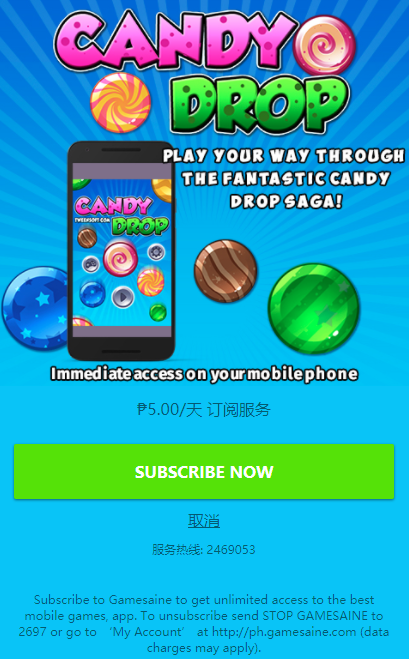 CANDY
DROP
PLAY YOUR WAY THROUGH
THE FANTASTIC CANDY
DROP SAGA!
CANDY
TWEENSOFT.COM
DROP
Immediate access on your mobile phone
₱5.00/天 订阅服务
SUBSCRIBE NOW
取消
服务热线: 2469053
Subscribe to Gamesaine to get unlimited access to the best
mobile games, app. To unsubscribe send STOP GAMESAINE to
2697 or go to ‘My Account’ at http://ph.gamesaine.com (data
charges may apply).